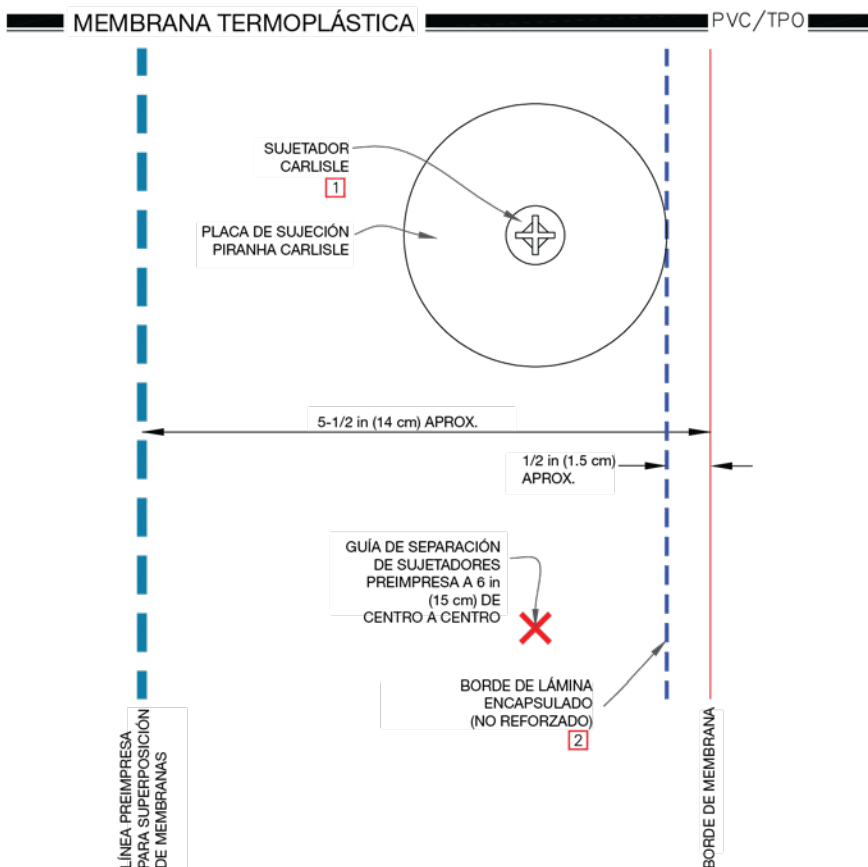 MEMBRANA TERMOPLÁSTICA
PVC/TPO
SUJETADOR
CARLISLE
1
PLACA DE SUJECIÓN
PIRANHA CARLISLE
5-1/2 in (14 cm) APROX.
1/2 in (1.5 cm)
APROX.
GUÍA DE SEPARACIÓN
DE SUJETADORES
PREIMPRESA A 6 in
(15 cm) DE
CENTRO A CENTRO
BORDE DE LÁMINA
ENCAPSULADO
(NO REFORZADO)
2
LÍNEA PREIMPRESA
PARA SUPERPOSICIÓN
DE MEMBRANAS
BORDE DE MEMBRANA